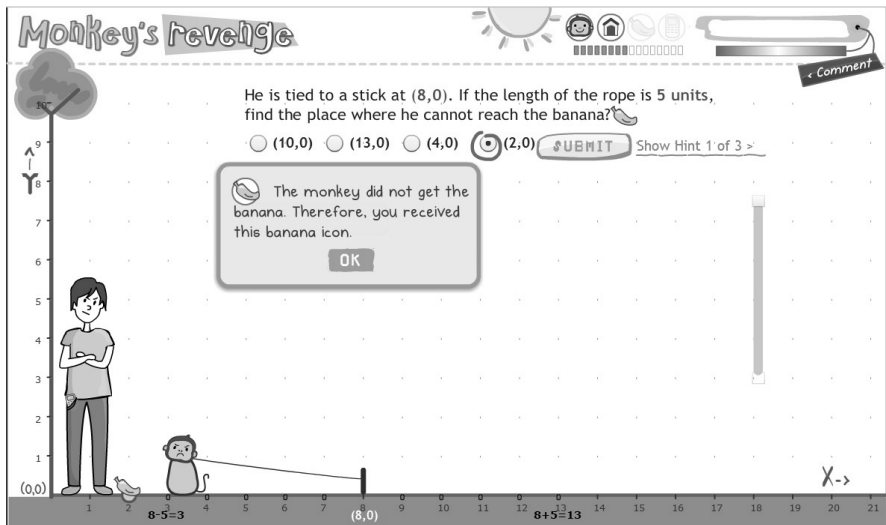 Monkey's revenge
< Comment
He is tied to a stick at (8,0). If the length of the rope is 5 units,
find the place where he cannot reach the banana?
(10,0) (13,0) (4,0) (2,0) SUBMIT Show Hint 1 of 3 >
The monkey did not get the
banana. Therefore, you received
this banana icon.
OK
10
9
Y->
8
7
6
5
4
3
2
1
(0,0)
X->
1 2 3 4 5 6 7 8 9 10 11 12 13 14 15 16 17 18 19 20 21
8-5=3 (8,0) 8+5=13